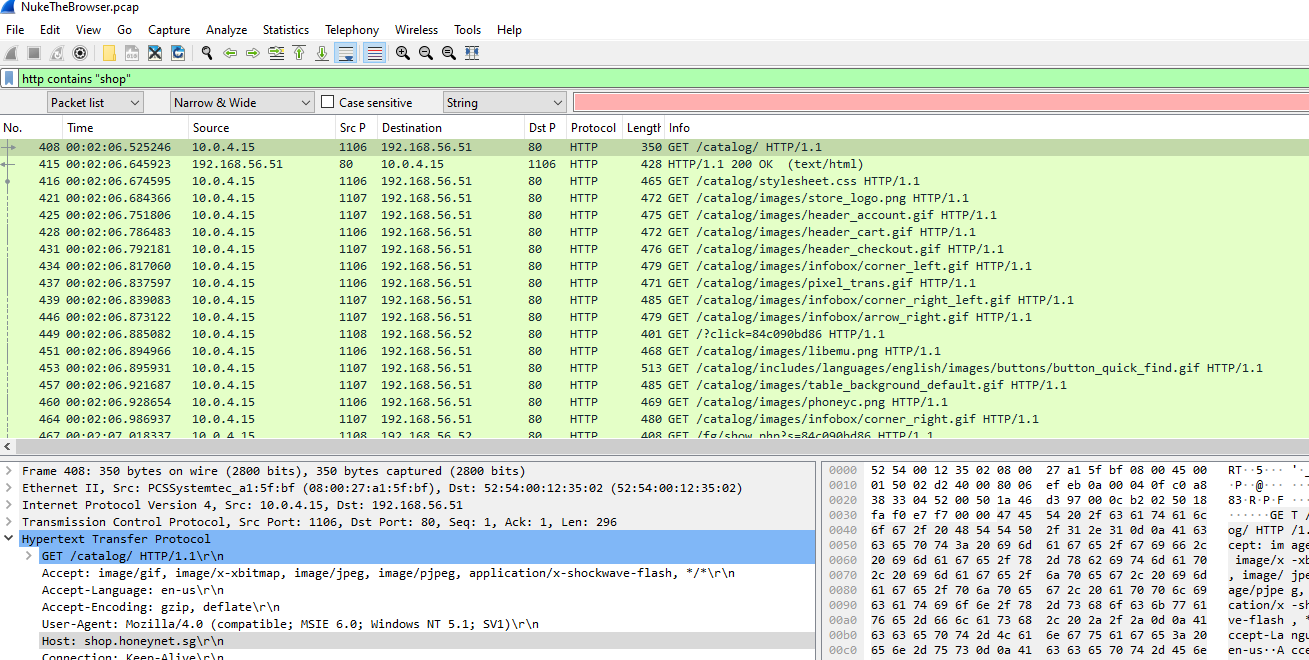 NukeTheBrowser.pcap
File Edit View Go Capture Analyze Statistics Telephony Wireless Tools Help
http contains "shop"
Packet list Narrow & Wide Case sensitive String
No. Time Source Src P Destination Dst P Protocol Length Info
408 00:02:06.525246 10.0.4.15 1106 192.168.56.51 80 HTTP 350 GET /catalog/ HTTP/1.1
415 00:02:06.645923 192.168.56.51 80 10.0.4.15 1106 HTTP 428 HTTP/1.1 200 OK (text/html)
416 00:02:06.674595 10.0.4.15 1106 192.168.56.51 80 HTTP 465 GET /catalog/stylesheet.css HTTP/1.1
421 00:02:06.684366 10.0.4.15 1107 192.168.56.51 80 HTTP 472 GET /catalog/images/store_logo.png HTTP/1.1
425 00:02:06.751806 10.0.4.15 1107 192.168.56.51 80 HTTP 475 GET /catalog/images/header_account.gif HTTP/1.1
428 00:02:06.786483 10.0.4.15 1106 192.168.56.51 80 HTTP 472 GET /catalog/images/header_cart.gif HTTP/1.1
431 00:02:06.792181 10.0.4.15 1107 192.168.56.51 80 HTTP 476 GET /catalog/images/header_checkout.gif HTTP/1.1
434 00:02:06.817060 10.0.4.15 1106 192.168.56.51 80 HTTP 479 GET /catalog/images/infobox/corner_left.gif HTTP/1.1
437 00:02:06.837597 10.0.4.15 1106 192.168.56.51 80 HTTP 471 GET /catalog/images/pixel_trans.gif HTTP/1.1
439 00:02:06.839083 10.0.4.15 1107 192.168.56.51 80 HTTP 485 GET /catalog/images/infobox/corner_right_left.gif HTTP/1.1
446 00:02:06.873122 10.0.4.15 1107 192.168.56.51 80 HTTP 479 GET /catalog/images/infobox/arrow_right.gif HTTP/1.1
449 00:02:06.885082 10.0.4.15 1108 192.168.56.52 80 HTTP 401 GET /?click=84c090bd86 HTTP/1.1
451 00:02:06.894966 10.0.4.15 1106 192.168.56.51 80 HTTP 468 GET /catalog/images/libemu.png HTTP/1.1
453 00:02:06.895931 10.0.4.15 1107 192.168.56.51 80 HTTP 513 GET /catalog/includes/languages/english/images/buttons/button_quick_find.gif HTTP/1.1
457 00:02:06.921687 10.0.4.15 1107 192.168.56.51 80 HTTP 485 GET /catalog/images/table_background_default.gif HTTP/1.1
460 00:02:06.928654 10.0.4.15 1106 192.168.56.51 80 HTTP 469 GET /catalog/images/phoneyc.png HTTP/1.1
464 00:02:06.986937 10.0.4.15 1107 192.168.56.51 80 HTTP 480 GET /catalog/images/infobox/corner_right.gif HTTP/1.1
467 00:02:07.018337 10.0.4.15 1108 192.168.56.52 80 HTTP 408 GET /fg/show.php?s=84c090bd86 HTTP/1.1
Frame 408: 350 bytes on wire (2800 bits), 350 bytes captured (2800 bits)
Ethernet II, Src: PCSSystemtec_a1:5f:bf (08:00:27:a1:5f:bf), Dst: 52:54:00:12:35:02 (52:54:00:12:35:02)
Internet Protocol Version 4, Src: 10.0.4.15, Dst: 192.168.56.51
Transmission Control Protocol, Src Port: 1106, Dst Port: 80, Seq: 1, Ack: 1, Len: 296
Hypertext Transfer Protocol
GET /catalog/ HTTP/1.1\r\n
Accept: image/gif, image/x-xbitmap, image/jpeg, image/pjpeg, application/x-shockwave-flash, */*\r\n
Accept-Language: en-us\r\n
Accept-Encoding: gzip, deflate\r\n
User-Agent: Mozilla/4.0 (compatible; MSIE 6.0; Windows NT 5.1; SV1)\r\n
Host: shop.honeynet.sg\r\n
Connection: Keep-Alive\r\n
0000 52 54 00 12 35 02 08 00 27 a1 5f bf 08 00 45 00 RT··5··· '·_
0010 01 50 02 d4 00 00 80 06 ef eb 0a 00 04 0f c0 a8 ·P··@···
0020 38 33 04 52 00 50 1a 46 d3 97 00 0c b2 02 50 18 83·R·P·F
0030 fa f0 e7 f7 00 00 47 45 54 20 2f 63 61 74 61 6c ······GE T /
0040 6f 67 2f 20 48 54 54 50 2f 31 2e 31 0d 0a 41 63 og/ HTTP /1.
0050 63 65 70 74 3a 20 69 6d 61 67 65 2f 67 69 66 2c cept: im age
0060 20 69 6d 61 67 65 2f 78 2d 78 62 69 74 6d 61 70 image/x -xb
0070 2c 20 69 6d 61 67 65 2f 6a 70 65 67 2c 20 69 6d , image/ jpe
0080 61 67 65 2f 70 6a 70 65 67 2c 20 61 70 70 6c 69 age/pjpe g,
0090 63 61 74 69 6f 6e 2f 78 2d 73 68 6f 63 6b 77 61 cation/x -s
00a0 76 65 2d 66 6c 61 73 68 2c 20 2a 2f 2a 0d 0a 41 ve-flash , *
00b0 63 63 65 70 74 2d 4c 61 6e 67 75 61 67 65 3a 20 ccept-La ngu
00c0 65 6e 2d 75 73 0d 0a 41 63 63 65 70 74 2d 45 6e en-us··A cce